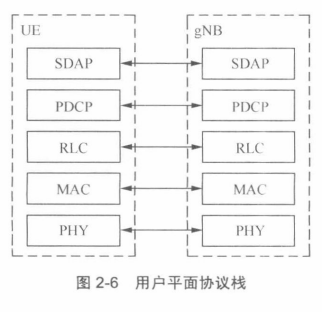 UE gNB
SDAP SDAP
PDCP PDCP
RLC RLC
MAC MAC
PHY PHY
图 2-6 用户平面协议栈